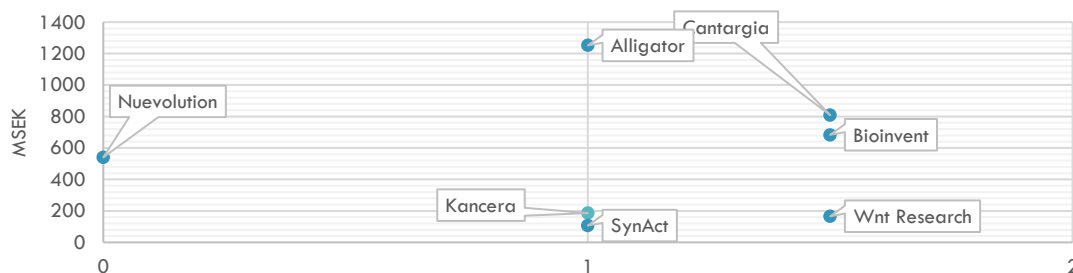 1400
1200
1000
800
600
400
200
0
MSEK
Cantargia
Alligator
Nuevolution
Bioinvent
Kancera
SynAct
Wnt Research
0
1
2